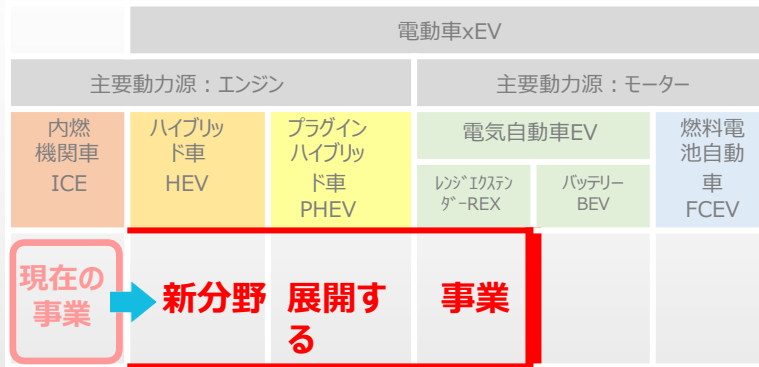 電動車xEV
主要動力源：エンジン
主要動力源：モーター
内燃
機関車
ICE
ハイブリッ
ド車
HEV
プラグイン
ハイブリッ
ド車
PHEV
電気自動車EV
ﾚﾝｼﾞｴｸｽﾃﾝ
ﾀﾞｰREX
バッテリー
BEV
燃料電
池自動
車
FCEV
現在の
事業
新分野
展開す
る
事業